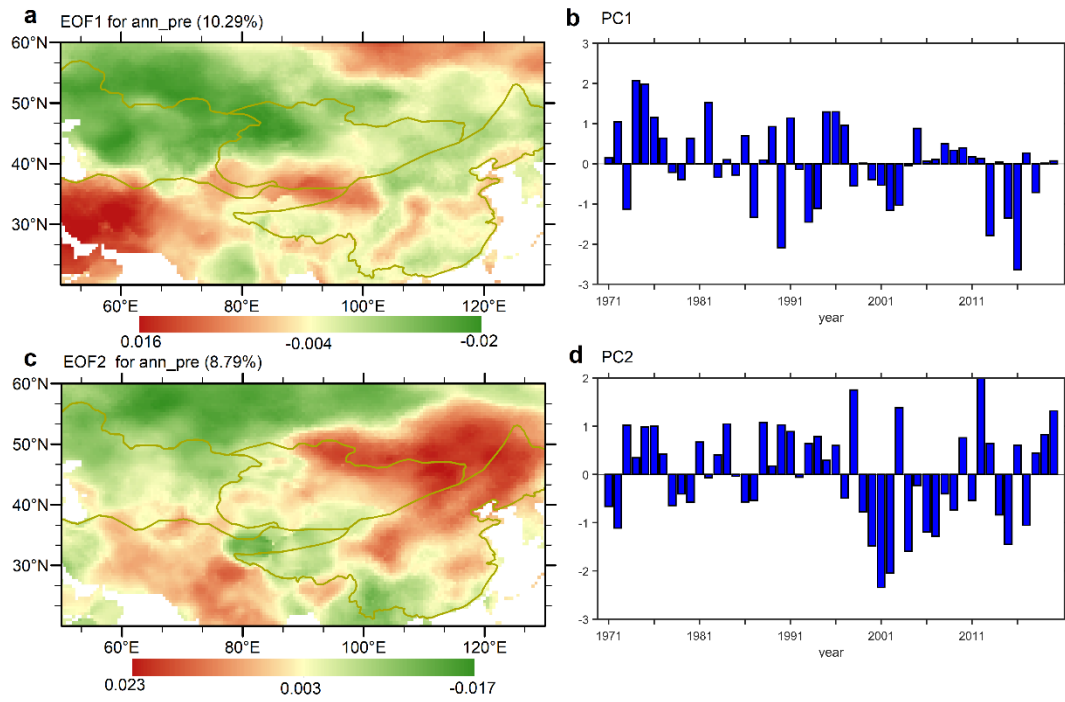 a EOF1 for ann_pre (10.29%)
60°N
50°N
40°N
30°N
60°E 80°E 100°E 120°E
0.016 -0.004 -0.02
b PC1
3
2
1
0
-1
-2
-3
1971 1981 1991 2001 2011
year
c EOF2 for ann_pre (8.79%)
60°N
50°N
40°N
30°N
60°E 80°E 100°E 120°E
0.023 0.003 -0.017
d PC2
2
1
0
-1
-2
-3
1971 1981 1991 2001 2011
year